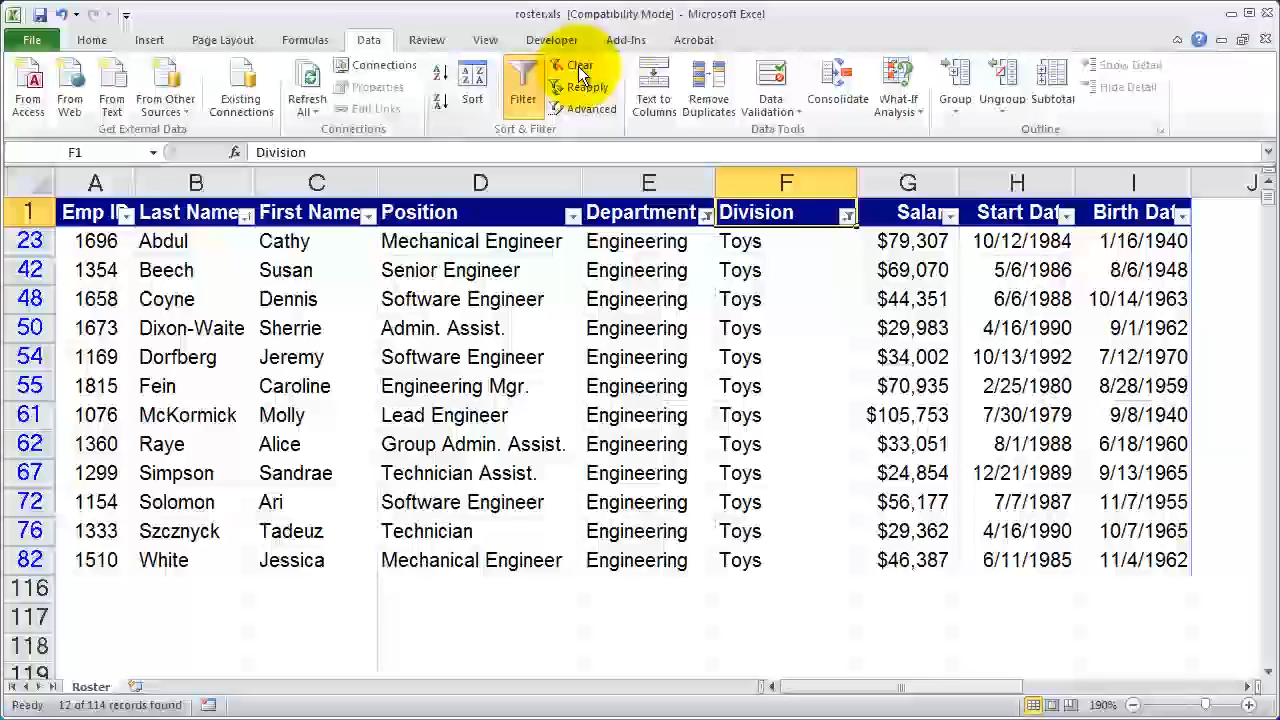 roster.xls [Compatibility Mode] - Microsoft Excel
File Home Insert Page Layout Formulas Data Review View Developer Add-Ins Acrobat
From Access From Web From Text From Other Sources Existing Connections Refresh All Connections Properties Edit Links Sort Filter Clear Reapply Advanced Text to Columns Remove Duplicates Data Validation Consolidate What-If Analysis Group Ungroup Subtotal Show Detail Hide Detail
Get External Data Connections Sort & Filter Data Tools Outline
F1 fx Division
A B C D E F G H I J
1 Emp ID Last Name First Name Position Department Division Salar Start Dat Birth Dat
23 1696 Abdul Cathy Mechanical Engineer Engineering Toys $79,307 10/12/1984 1/16/1940
42 1354 Beech Susan Senior Engineer Engineering Toys $69,070 5/6/1986 8/6/1948
48 1658 Coyne Dennis Software Engineer Engineering Toys $44,351 6/6/1988 10/14/1963
50 1673 Dixon-Waite Sherrie Admin. Assist. Engineering Toys $29,983 4/16/1990 9/1/1962
54 1169 Dorfberg Jeremy Software Engineer Engineering Toys $34,002 10/13/1992 7/12/1970
55 1815 Fein Caroline Engineering Mgr. Engineering Toys $70,935 2/25/1980 8/28/1959
61 1076 McKormick Molly Lead Engineer Engineering Toys $105,753 7/30/1979 9/8/1940
62 1360 Raye Alice Group Admin. Assist. Engineering Toys $33,051 8/1/1988 6/18/1960
67 1299 Simpson Sandrae Technician Assist. Engineering Toys $24,854 12/21/1989 9/13/1965
72 1154 Solomon Ari Software Engineer Engineering Toys $56,177 7/7/1987 11/7/1955
76 1333 Szcznyck Tadeuz Technician Engineering Toys $29,362 4/16/1990 10/7/1965
82 1510 White Jessica Mechanical Engineer Engineering Toys $46,387 6/11/1985 11/4/1962
116
117
118
119
Roster
Ready 12 of 114 records found 190%